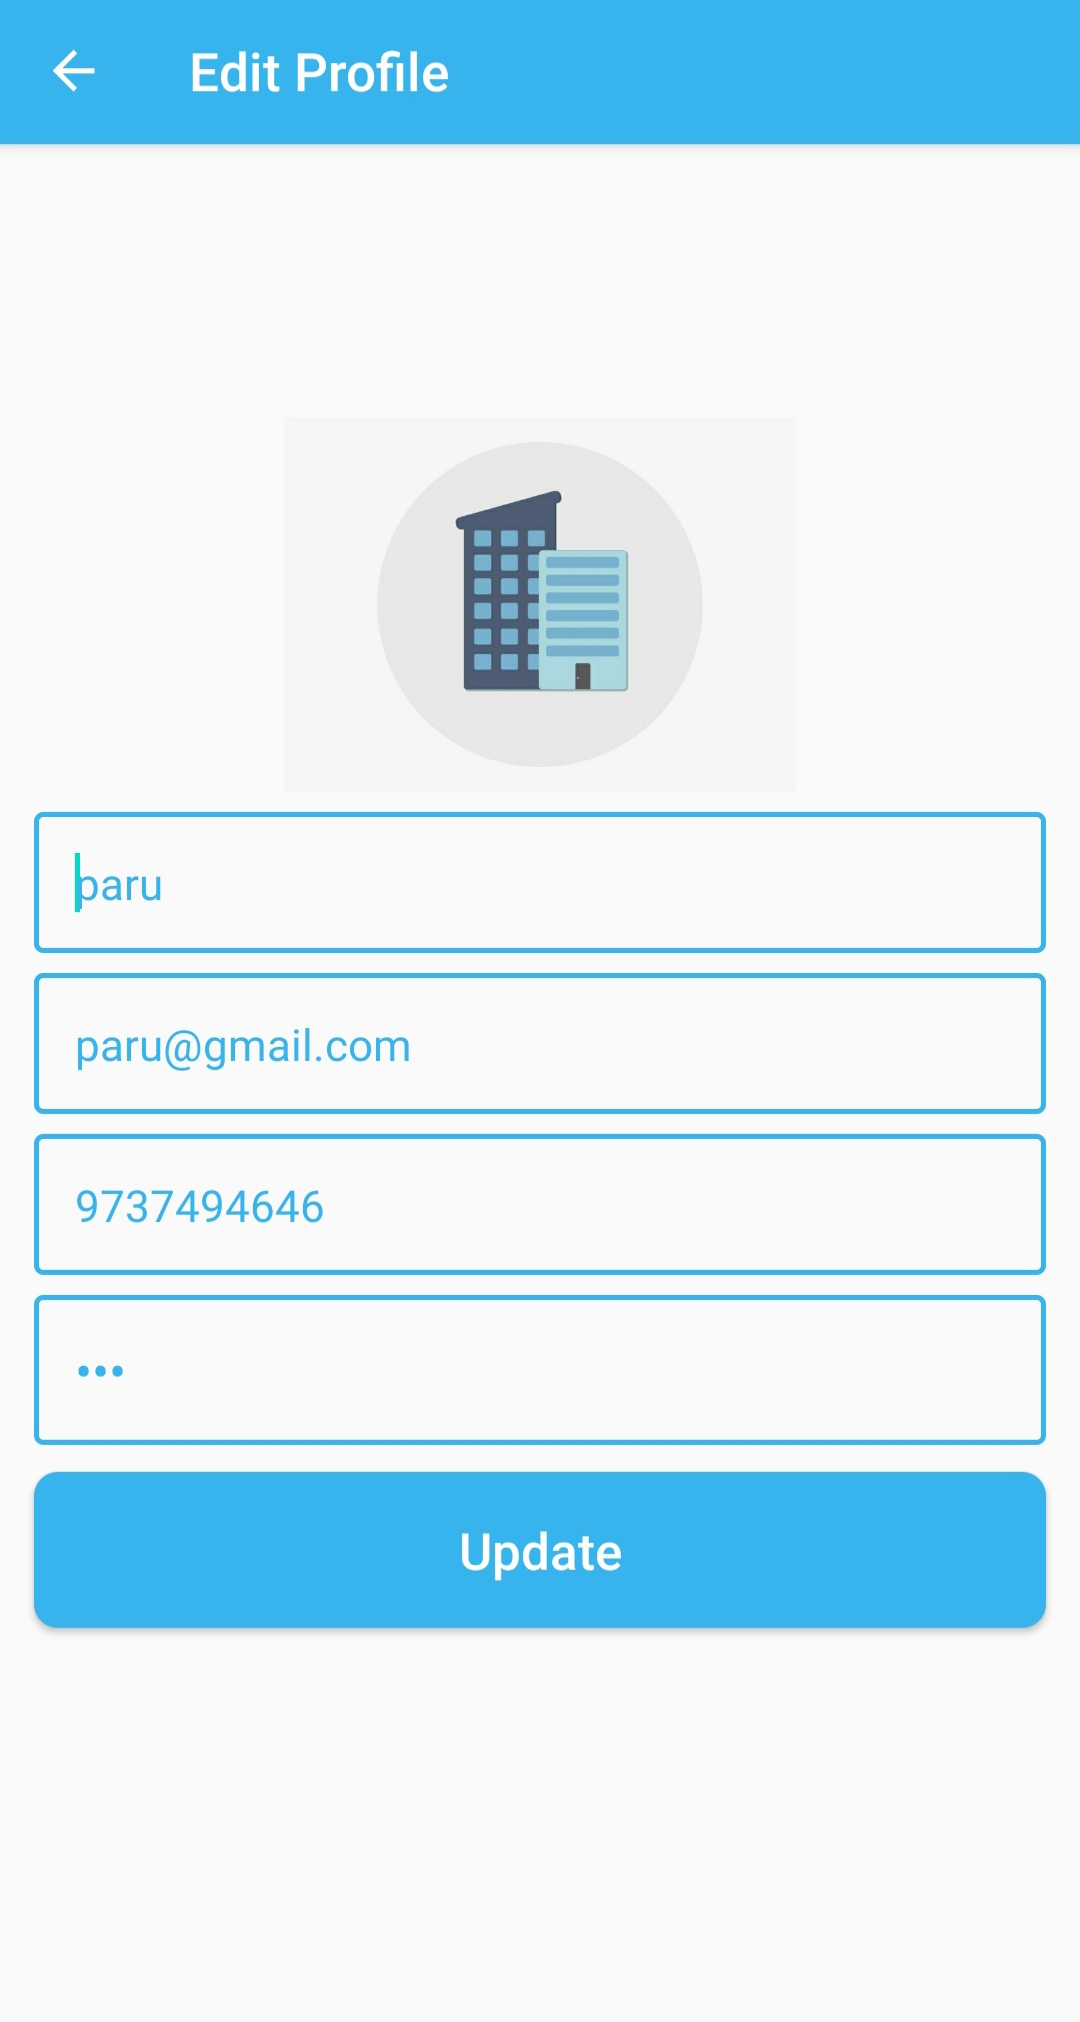 Edit Profile
paru
paru@gmail.com
9737494646
•••
Update